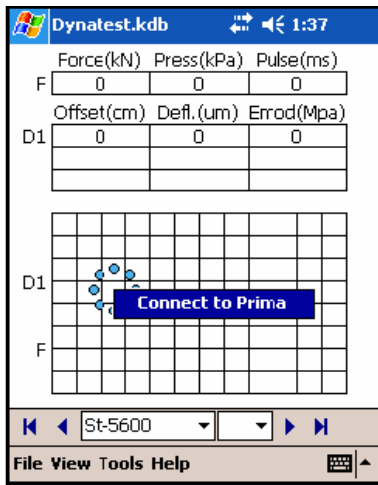 Dynatest.kdb 1:37
Force(kN) Press(kPa) Pulse(ms)
F 0 0 0
Offset(cm) Defl.(um) Errod(Mpa)
D1 0 0 0
D1
Connect to Prima
F
St-5600
File View Tools Help